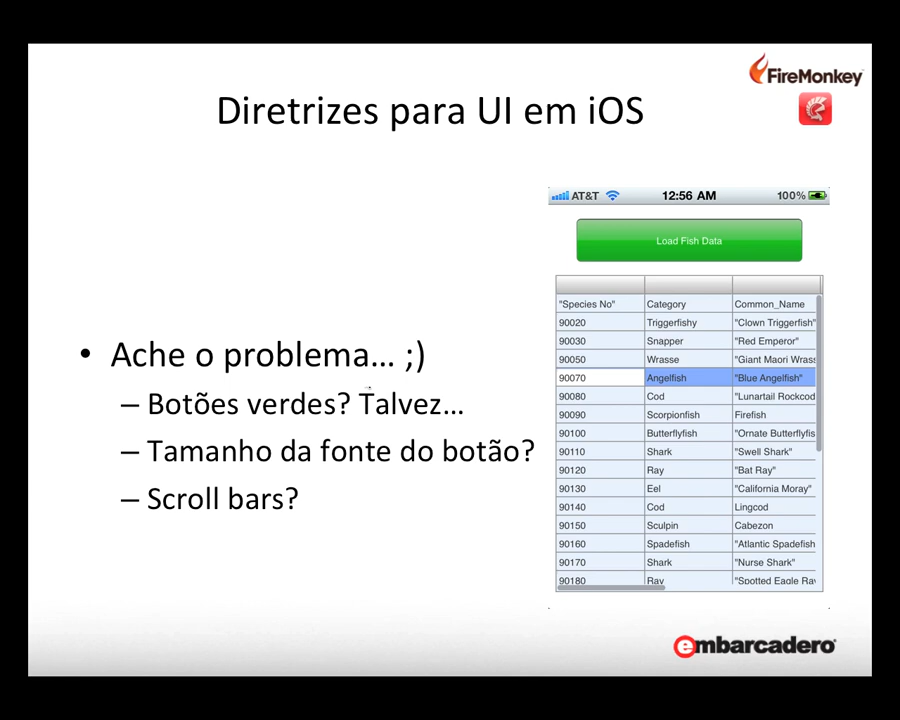 FireMonkey
Diretrizes para UI em iOS
AT&T 12:56 AM 100%
Load Fish Data
"Species No" Category Common_Name
90020 Triggerfishy "Clown Triggerfish"
90030 Snapper "Red Emperor"
90050 Wrasse "Giant Maori Wrass
90070 Angelfish "Blue Angelfish"
90080 Cod "Lunartail Rockcod
90090 Scorpionfish Firefish
90100 Butterflyfish "Ornate Butterflyfis
90110 Shark "Swell Shark"
90120 Ray "Bat Ray"
90130 Eel "California Moray"
90140 Cod Lingcod
90150 Sculpin Cabezon
90160 Spadefish "Atlantic Spadefish
90170 Shark "Nurse Shark"
90180 Ray "Spotted Eagle Ray
• Ache o problema... ;)
– Botões verdes? Talvez...
– Tamanho da fonte do botão?
– Scroll bars?
embarcadero